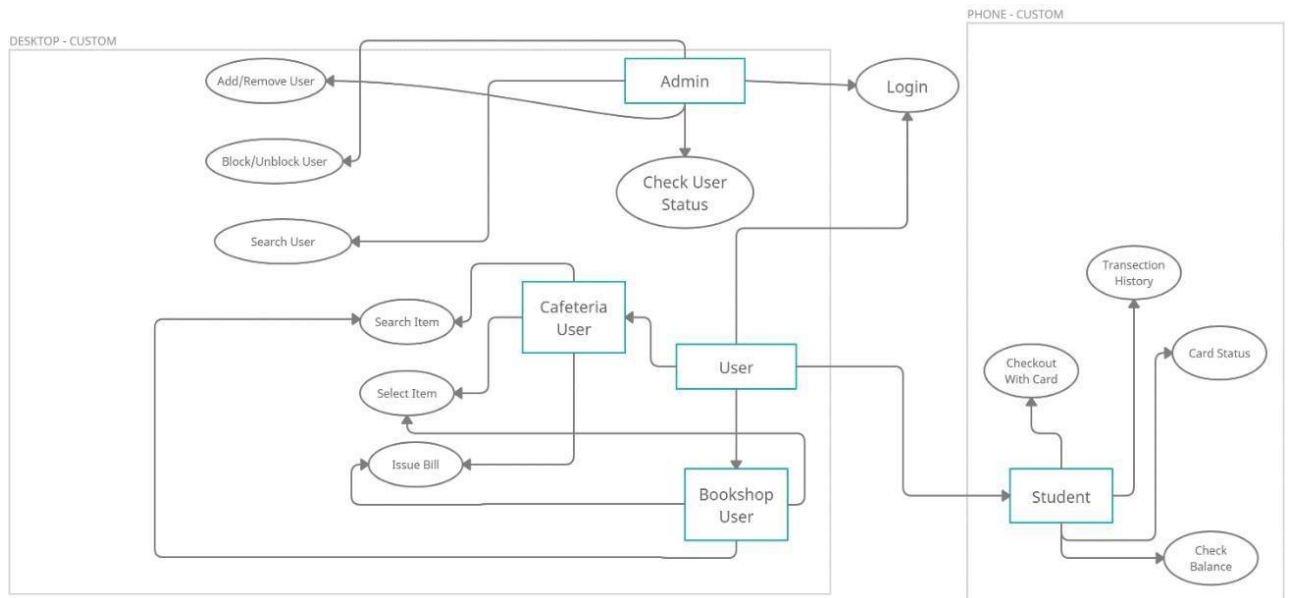 PHONE - CUSTOM
DESKTOP - CUSTOM
Add/Remove User
Admin
Login
Block/Unblock User
Check User
Status
Search User
Transection
History
Cafeteria
User
Search Item
Card Status
Checkout
With Card
User
Select Item
Issue Bill
Bookshop
User
Student
Check
Balance